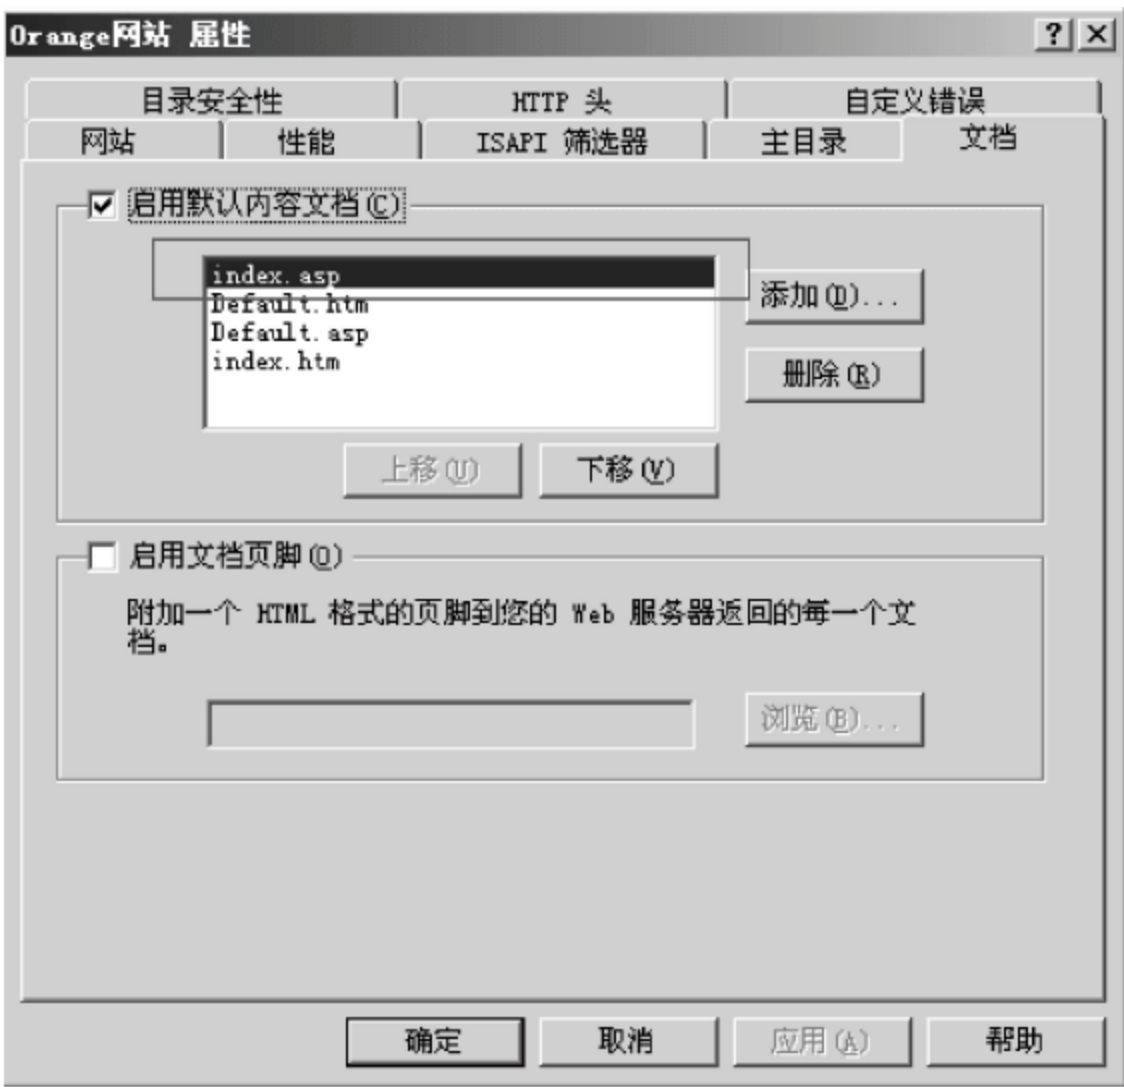 Orange网站 属性
目录安全性 HTTP 头 自定义错误
网站 性能 ISAPI 筛选器 主目录 文档
启用默认内容文档(C)
index.asp
Default.htm
Default.asp
index.htm
添加(D)...
删除(R)
上移(U) 下移(V)
启用文档页脚(O)
附加一个 HTML 格式的页脚到您的 Web 服务器返回的每一个文
档。
浏览(B)...
确定 取消 应用(A) 帮助